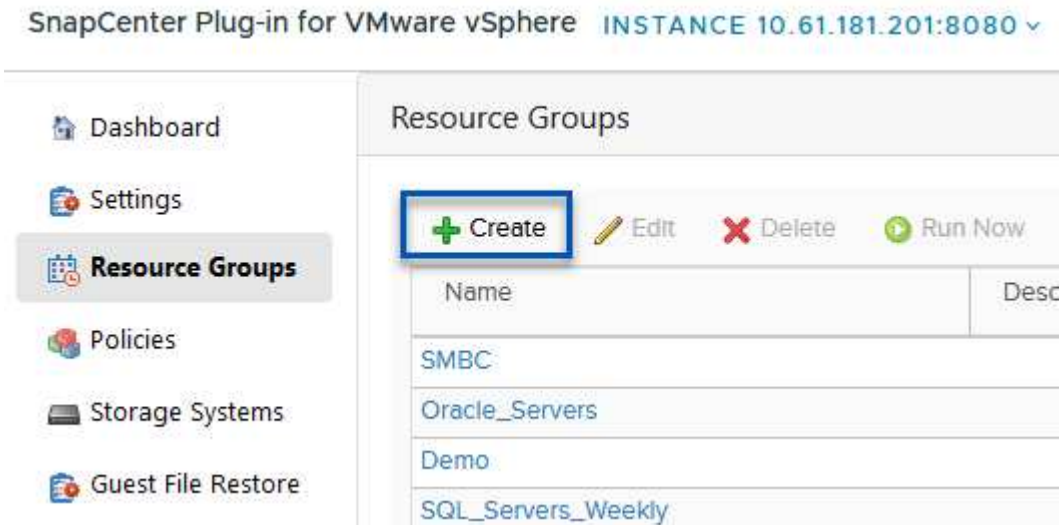 SnapCenter Plug-in for VMware vSphere INSTANCE 10.61.181.201:8080
Dashboard
Settings
Resource Groups
Policies
Storage Systems
Guest File Restore
Resource Groups
Create Edit Delete Run Now
Name Desc
SMBC
Oracle_Servers
Demo
SQL_Servers_Weekly